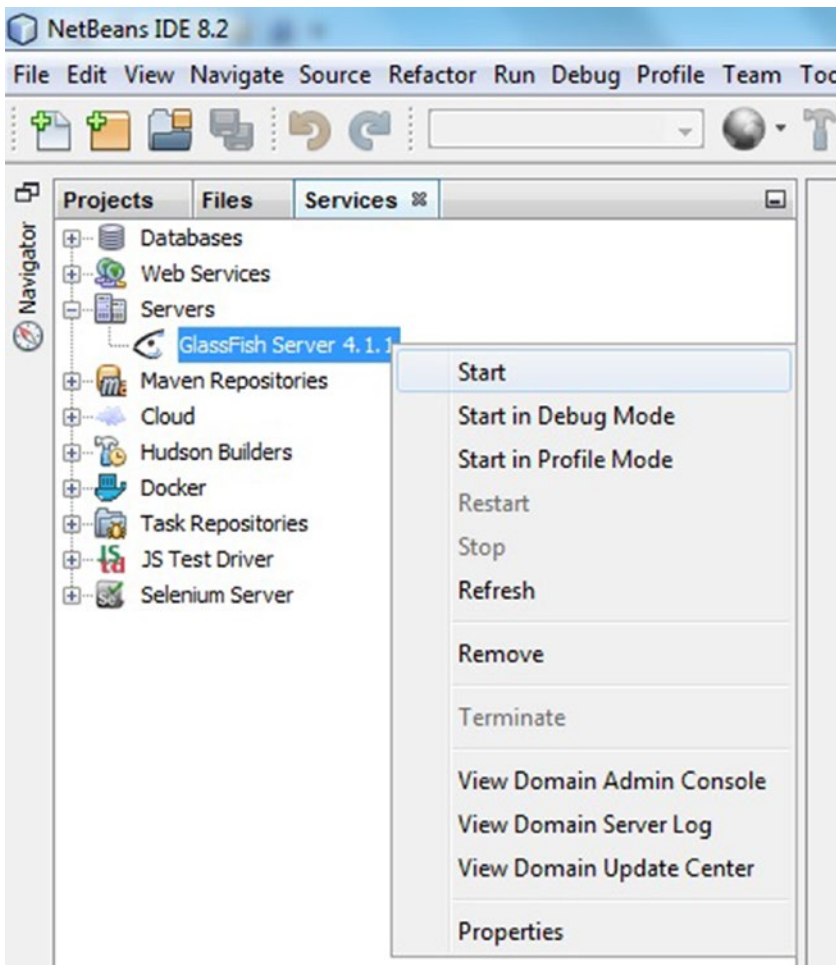 NetBeans IDE 8.2
File Edit View Navigate Source Refactor Run Debug Profile Team Too
Navigator
Projects Files Services
Databases
Web Services
Servers
GlassFish Server 4.1.1
Maven Repositories
Cloud
Hudson Builders
Docker
Task Repositories
JS Test Driver
Selenium Server
Start
Start in Debug Mode
Start in Profile Mode
Restart
Stop
Refresh
Remove
Terminate
View Domain Admin Console
View Domain Server Log
View Domain Update Center
Properties